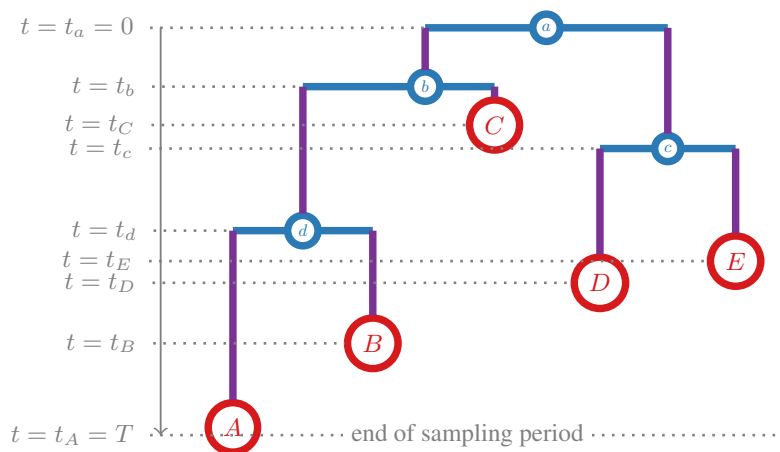 t = t_a = 0
a
t = t_b
b
t = t_C
C
t = t_c
c
t = t_d
d
t = t_E
E
t = t_D
D
t = t_B
B
A
t = t_A = T
end of sampling period